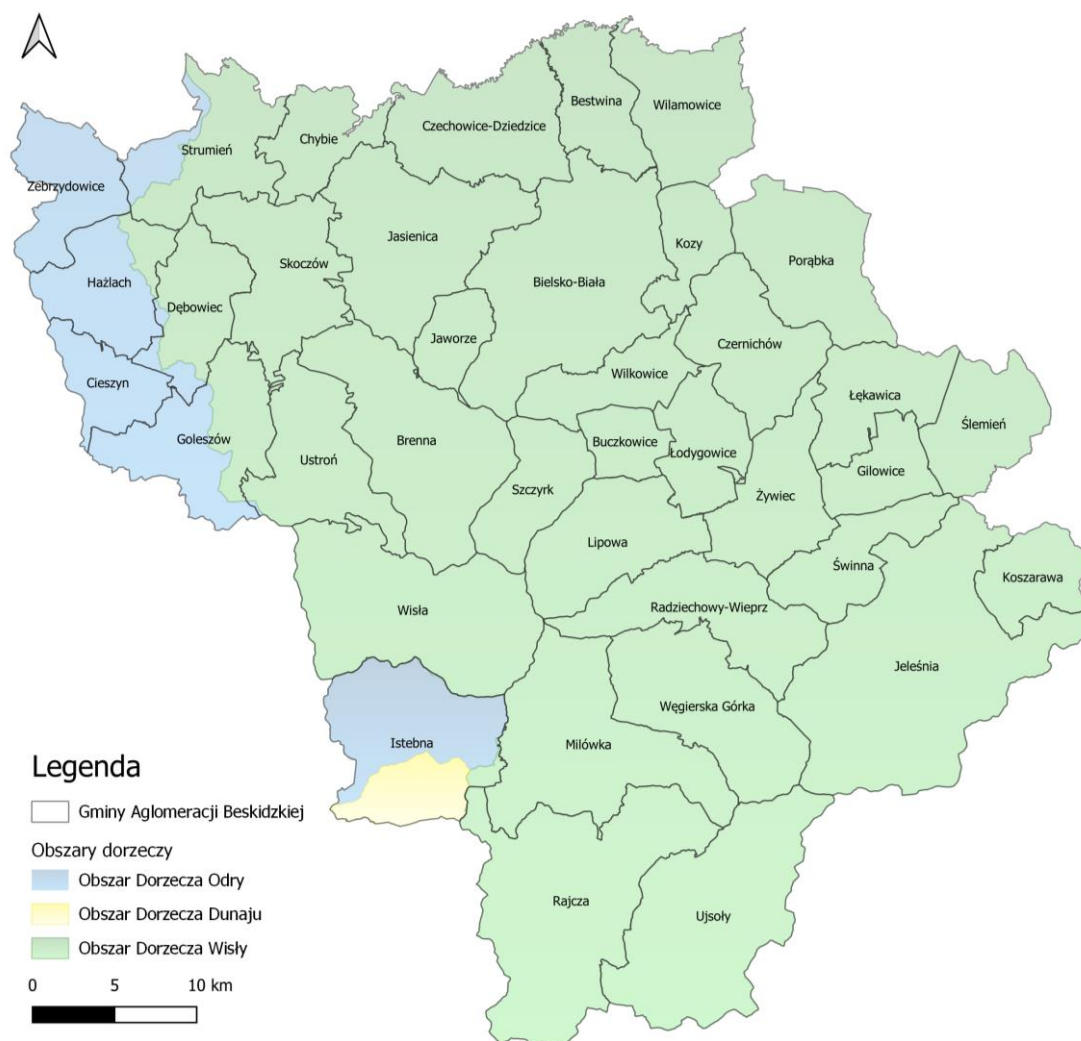 Bestwina
Wilamowice
Czechowice-Dziedzice
Chybie
Strumień
Zebrzydowice
Jasienica
Kozy
Skoczów
Porąbka
Hażlach
Bielsko-Biała
Dębowiec
Jaworze
Czernichów
Wilkowice
Cieszyn
Łękawica
Ślemień
Goleszów
Brenna
Buczkowice
Łodygowice
Ustroń
Gilowice
Żywiec
Szczyrk
Lipowa
Świnna
Koszarawa
Wisła
Radziechowy-Wieprz
Jeleśnia
Węgierska Górka
Istebna
Milówka
Rajcza
Ujsoły
Legenda
Gminy Aglomeracji Beskidzkiej
Obszary dorzeczy
Obszar Dorzecza Odry
Obszar Dorzecza Dunaju
Obszar Dorzecza Wisły
0 5 10 km